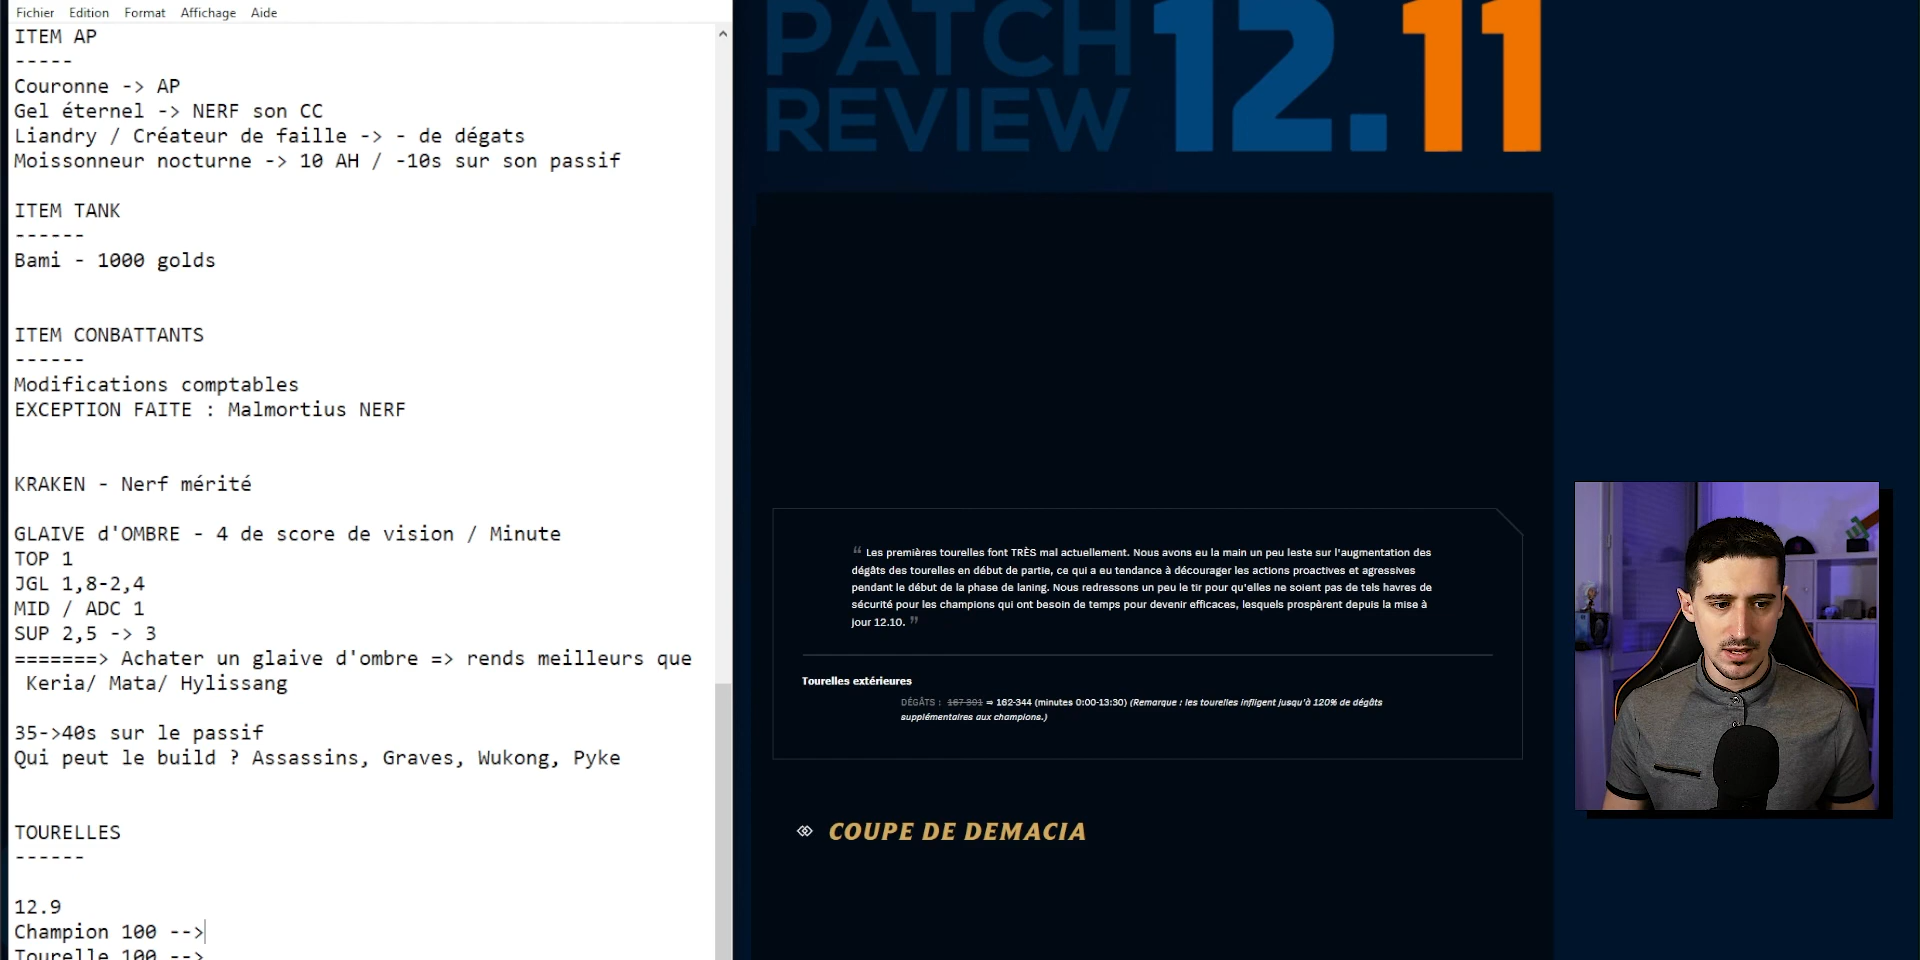 Fichier Edition Format Affichage Aide
ITEM AP
-----
Couronne -> AP
Gel éternel -> NERF son CC
Liandry / Créateur de faille -> - de dégats
Moissonneur nocturne -> 10 AH / -10s sur son passif
ITEM TANK
------
Bami - 1000 golds
ITEM CONBATTANTS
------
Modifications comptables
EXCEPTION FAITE : Malmortius NERF
KRAKEN - Nerf mérité
GLAIVE d'OMBRE - 4 de score de vision / Minute
TOP 1
JGL 1,8-2,4
MID / ADC 1
SUP 2,5 -> 3
=======> Achater un glaive d'ombre => rends meilleurs que
Keria/ Mata/ Hylissang
35->40s sur le passif
Qui peut le build ? Assassins, Graves, Wukong, Pyke
TOURELLES
------
12.9
Champion 100 -->
Tourelle 100 -->
PATCH
REVIEW
12.11
“ Les premières tourelles font TRÈS mal actuellement. Nous avons eu la main un peu leste sur l'augmentation des
dégâts des tourelles en début de partie, ce qui a eu tendance à décourager les actions proactives et agressives
pendant le début de la phase de laning. Nous redressons un peu le tir pour qu'elles ne soient pas de tels havres de
sécurité pour les champions qui ont besoin de temps pour devenir efficaces, lesquels prospèrent depuis la mise à
jour 12.10. ”
Tourelles extérieures
DÉGÂTS : 167-391 ⇒ 162-344 (minutes 0:00-13:30) (Remarque : les tourelles infligent jusqu'à 120% de dégâts
supplémentaires aux champions.)
COUPE DE DEMACIA